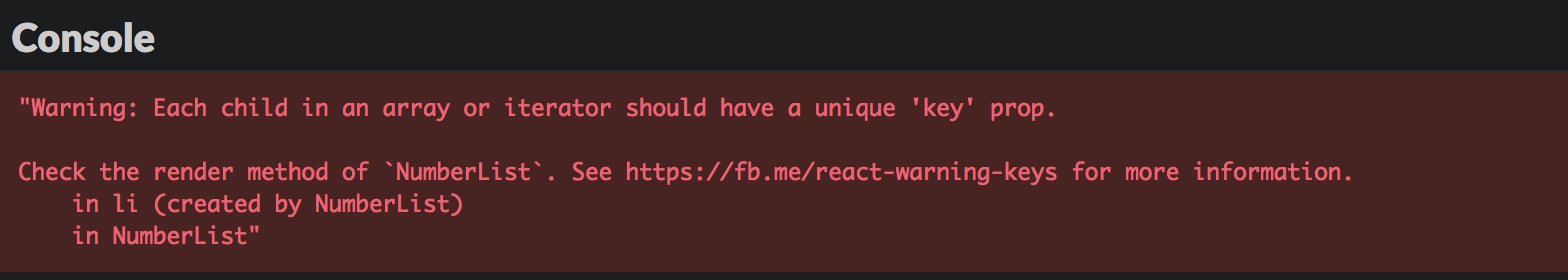 Console
"Warning: Each child in an array or iterator should have a unique 'key' prop.
Check the render method of `NumberList`. See https://fb.me/react-warning-keys for more information.
    in li (created by NumberList)
    in NumberList"